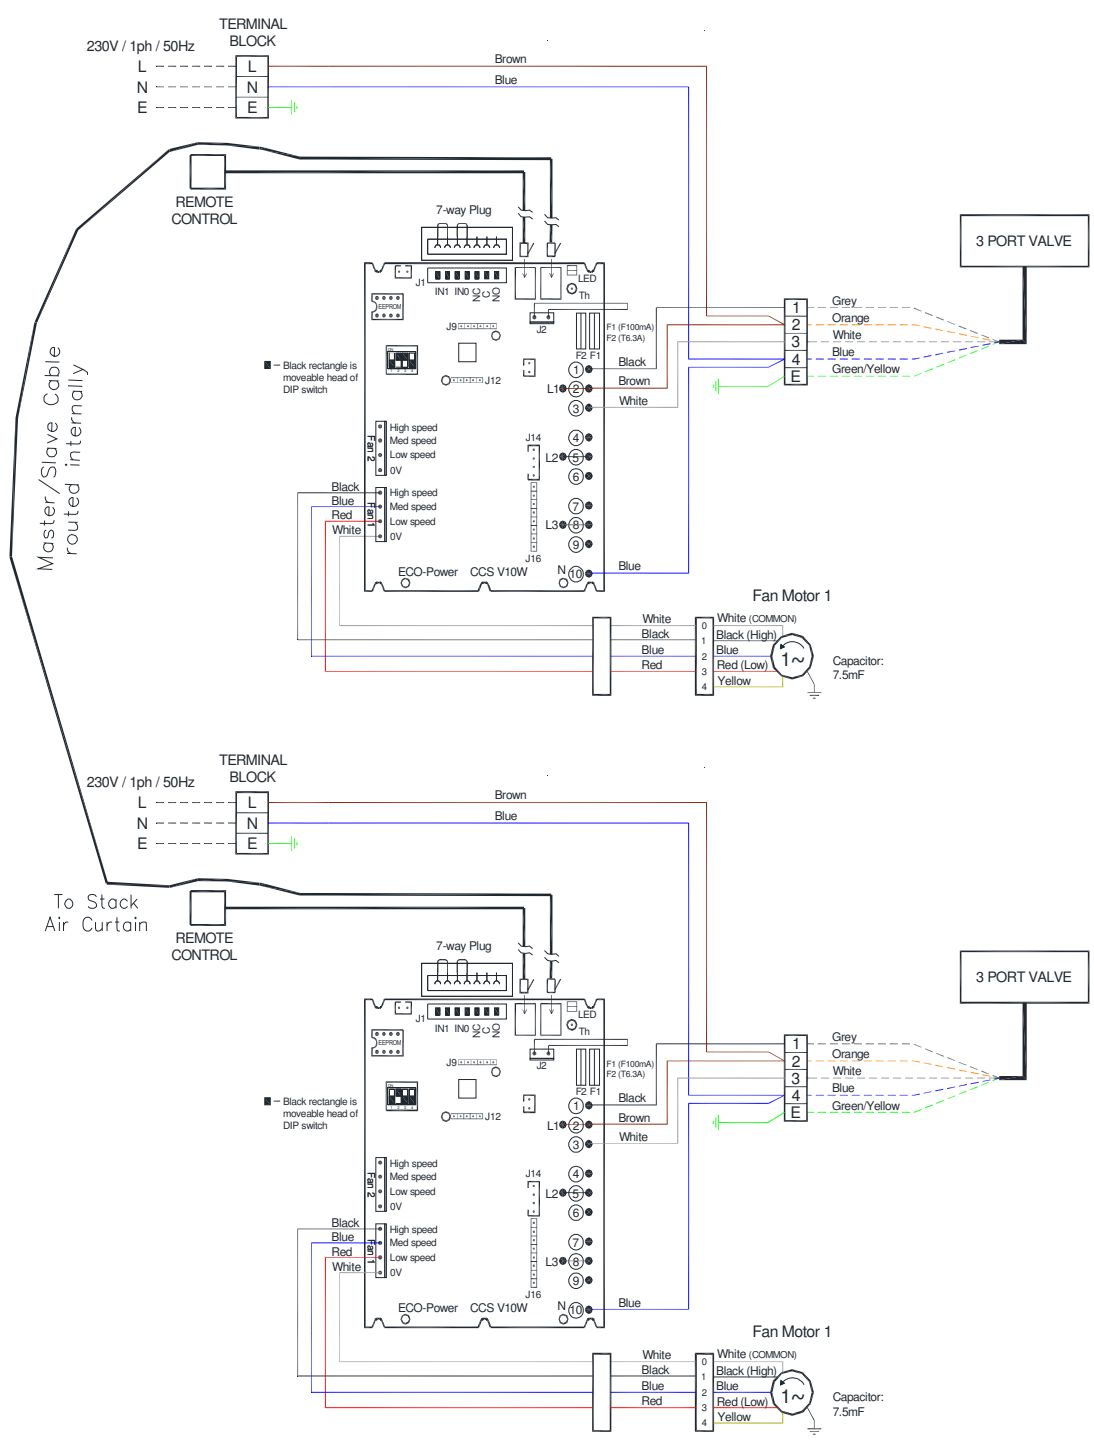 TERMINAL
BLOCK
230V / 1ph / 50Hz
L
L
Brown
N
N
Blue
E
E
REMOTE
CONTROL
7-way Plug
3 PORT VALVE
J1
IN1 IN0 NC C NO
LED
Th
EEPROM
J9
J2
F1 (F100mA)
F2 (T6.3A)
F2 F1
1 Grey
2 Orange
3 White
4 Blue
E Green/Yellow
Black rectangle is
moveable head of
DIP switch
ON
1 2 3 4
J12
1 Black
L1 2 Brown
3 White
Master/Slave Cable
routed internally
Fan 2
High speed
Med speed
Low speed
0V
J14
4
L2 5
6
Black
Blue
Red
White
Fan 1
High speed
Med speed
Low speed
0V
7
L3 8
9
J16
ECO-Power CCS V10W
N 10 Blue
Fan Motor 1
White 0 White (COMMON)
Black 1 Black (High)
Blue 2 Blue
Red 3 Red (Low)
4 Yellow
1~
Capacitor:
7.5mF
TERMINAL
BLOCK
230V / 1ph / 50Hz
L
L
Brown
N
N
Blue
E
E
To Stack
Air Curtain
REMOTE
CONTROL
7-way Plug
3 PORT VALVE
J1
IN1 IN0 NC C NO
LED
Th
EEPROM
J9
J2
F1 (F100mA)
F2 (T6.3A)
F2 F1
1 Grey
2 Orange
3 White
4 Blue
E Green/Yellow
Black rectangle is
moveable head of
DIP switch
ON
1 2 3 4
J12
1 Black
L1 2 Brown
3 White
Fan 2
High speed
Med speed
Low speed
0V
J14
4
L2 5
6
Black
Blue
Red
White
Fan 1
High speed
Med speed
Low speed
0V
7
L3 8
9
J16
ECO-Power CCS V10W
N 10 Blue
Fan Motor 1
White 0 White (COMMON)
Black 1 Black (High)
Blue 2 Blue
Red 3 Red (Low)
4 Yellow
1~
Capacitor:
7.5mF